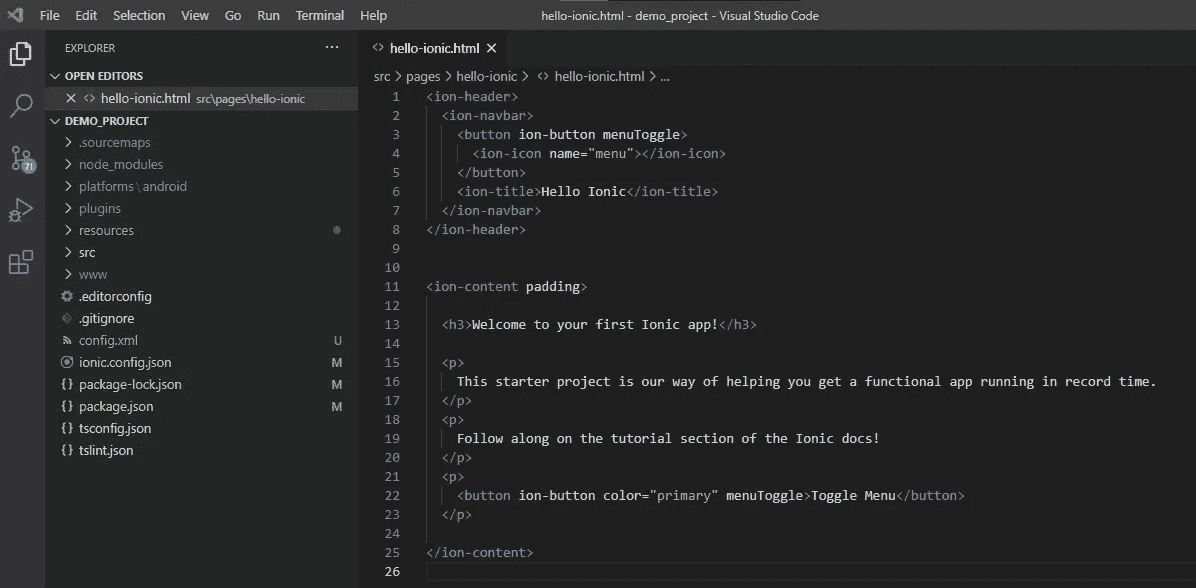 File Edit Selection View Go Run Terminal Help hello-ionic.html - demo_project - Visual Studio Code
EXPLORER ...
OPEN EDITORS
hello-ionic.html src\pages\hello-ionic
DEMO_PROJECT
.sourcemaps
node_modules
platforms\android
plugins
resources
src
www
.editorconfig
.gitignore
config.xml U
ionic.config.json M
package-lock.json M
package.json M
tsconfig.json
tslint.json
71
hello-ionic.html
src > pages > hello-ionic > <> hello-ionic.html > ...
1 <ion-header>
2 <ion-navbar>
3 <button ion-button menuToggle>
4 <ion-icon name="menu"></ion-icon>
5 </button>
6 <ion-title>Hello Ionic</ion-title>
7 </ion-navbar>
8 </ion-header>
9
10
11 <ion-content padding>
12
13 <h3>Welcome to your first Ionic app!</h3>
14
15 <p>
16 This starter project is our way of helping you get a functional app running in record time.
17 </p>
18 <p>
19 Follow along on the tutorial section of the Ionic docs!
20 </p>
21 <p>
22 <button ion-button color="primary" menuToggle>Toggle Menu</button>
23 </p>
24
25 </ion-content>
26